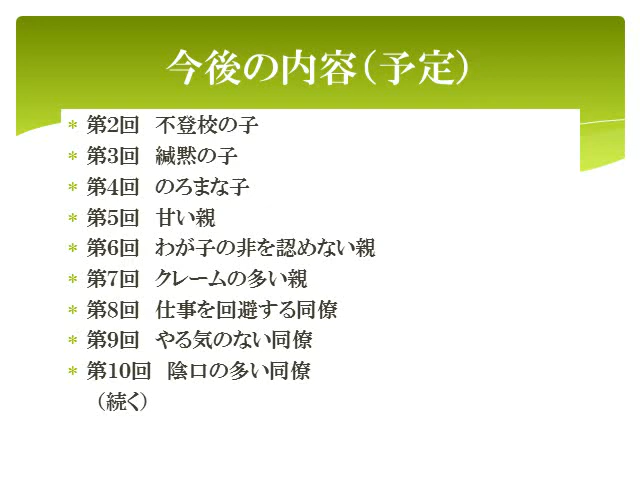 今後の内容（予定）
* 第2回　不登校の子
* 第3回　緘黙の子
* 第4回　のろまな子
* 第5回　甘い親
* 第6回　わが子の非を認めない親
* 第7回　クレームの多い親
* 第8回　仕事を回避する同僚
* 第9回　やる気のない同僚
* 第10回　陰口の多い同僚
（続く）